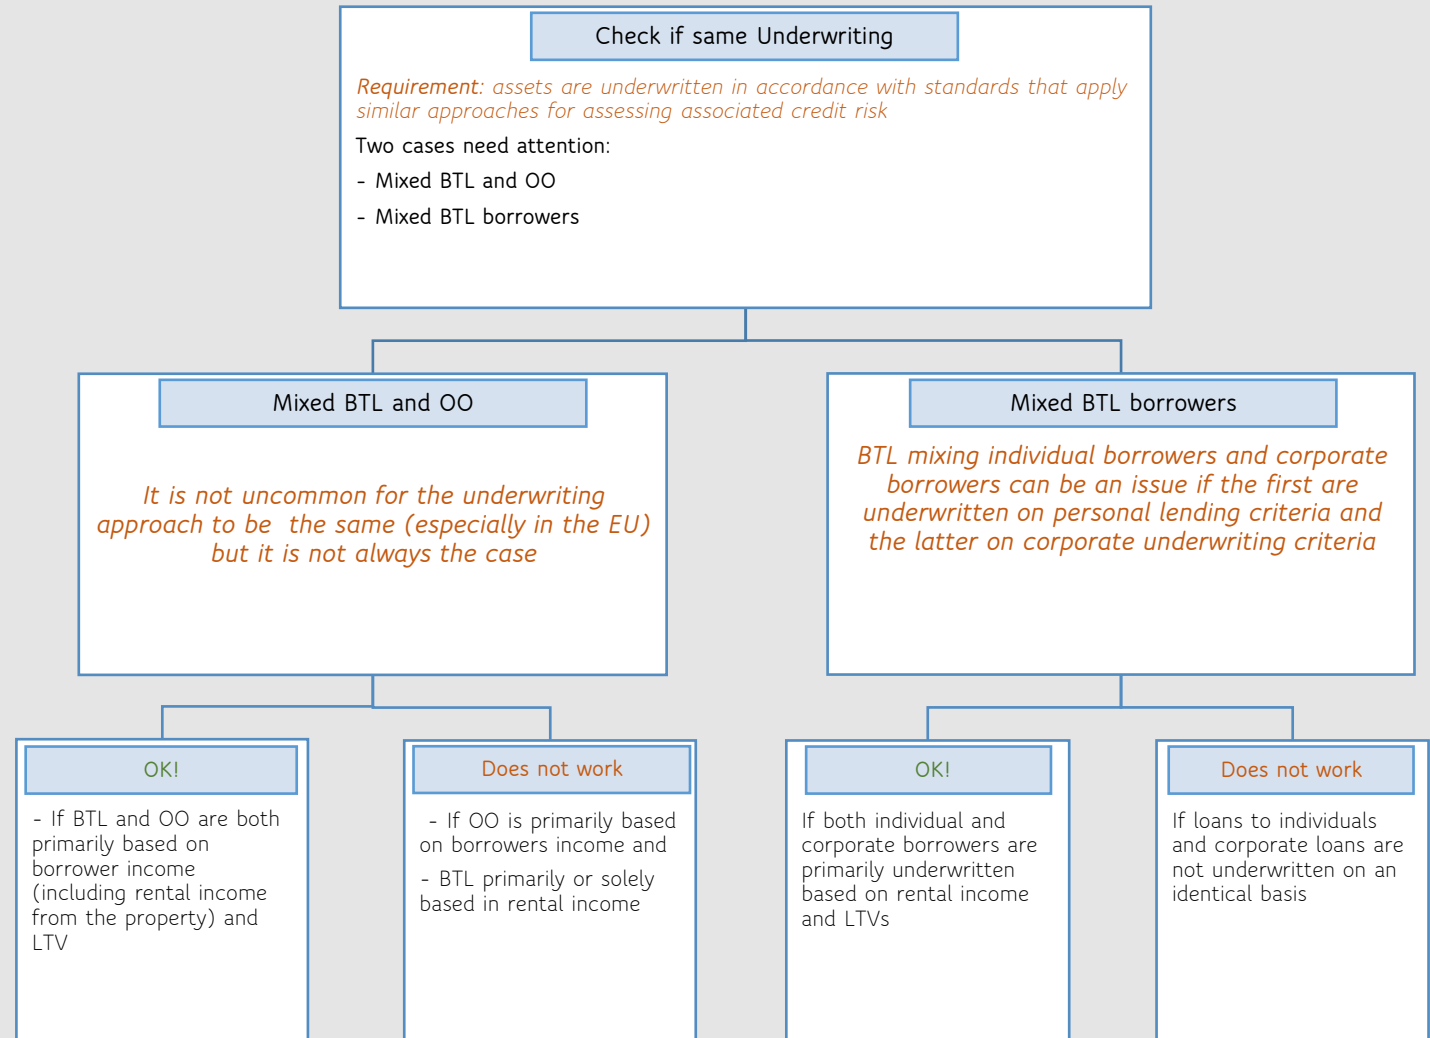 Check if same Underwriting
Requirement: assets are underwritten in accordance with standards that apply
similar approaches for assessing associated credit risk
Two cases need attention:
- Mixed BTL and OO
- Mixed BTL borrowers
Mixed BTL and OO
It is not uncommon for the underwriting
approach to be  the same (especially in the EU)
but it is not always the case
Mixed BTL borrowers
BTL mixing individual borrowers and corporate
borrowers can be an issue if the first are
underwritten on personal lending criteria and
the latter on corporate underwriting criteria
OK!
- If BTL and OO are both
primarily based on
borrower income
(including rental income
from the property) and
LTV
Does not work
- If OO is primarily based
on borrowers income and
- BTL primarily or solely
based in rental income
OK!
If both individual and
corporate borrowers are
primarily underwritten
based on rental income
and LTVs
Does not work
If loans to individuals
and corporate loans are
not underwritten on an
identical basis